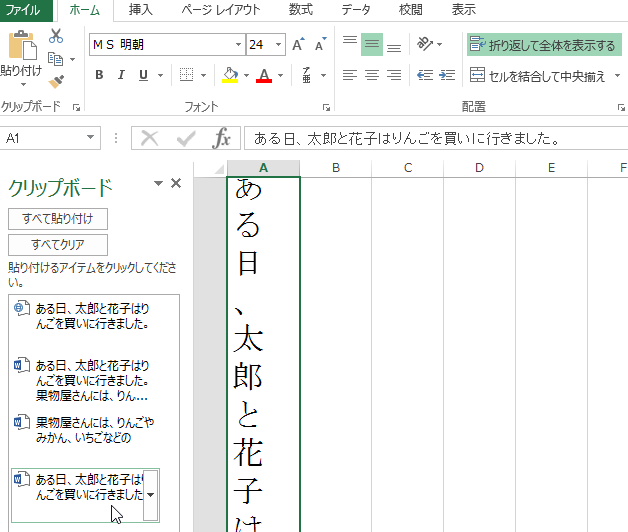 ファイル ホーム 挿入 ページ レイアウト 数式 データ 校閲 表示
ＭＳ 明朝 24 A A 折り返して全体を表示する
貼り付け B I U A ア亜 セルを結合して中央揃え
クリップボード フォント 配置
A1 fx ある日、太郎と花子はりんごを買いに行きました。
クリップボード
すべて貼り付け
すべてクリア
貼り付けるアイテムをクリックしてくださ
い。
ある日、太郎と花子はり
んごを買いに行きました。
ある日、太郎と花子はり
んごを買いに行きました。
果物屋さんには、りん...
果物屋さんには、りんごや
みかん、いちごなどの
ある日、太郎と花子はり
んごを買いに行きました
A B C D E F
ある日、太郎と花子は